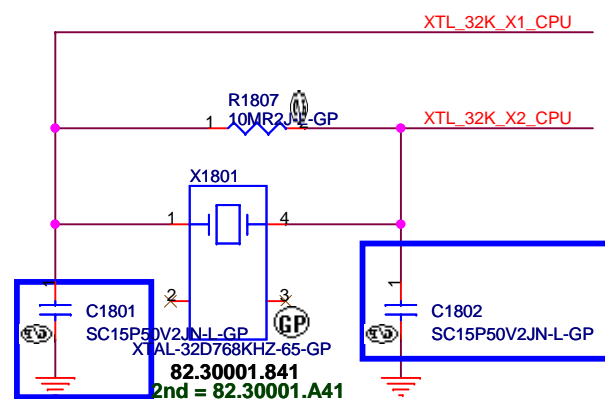 XTL_32K_X1_CPU
R1807
1
10MR2J-L-GP
XTL_32K_X2_CPU
X1801
1
4
2
3
1
C1801
SC15P50V2JN-L-GP
GP
1
C1802
SC15P50V2JN-L-GP
XTAL-32D768KHZ-65-GP
82.30001.841
2nd = 82.30001.A41